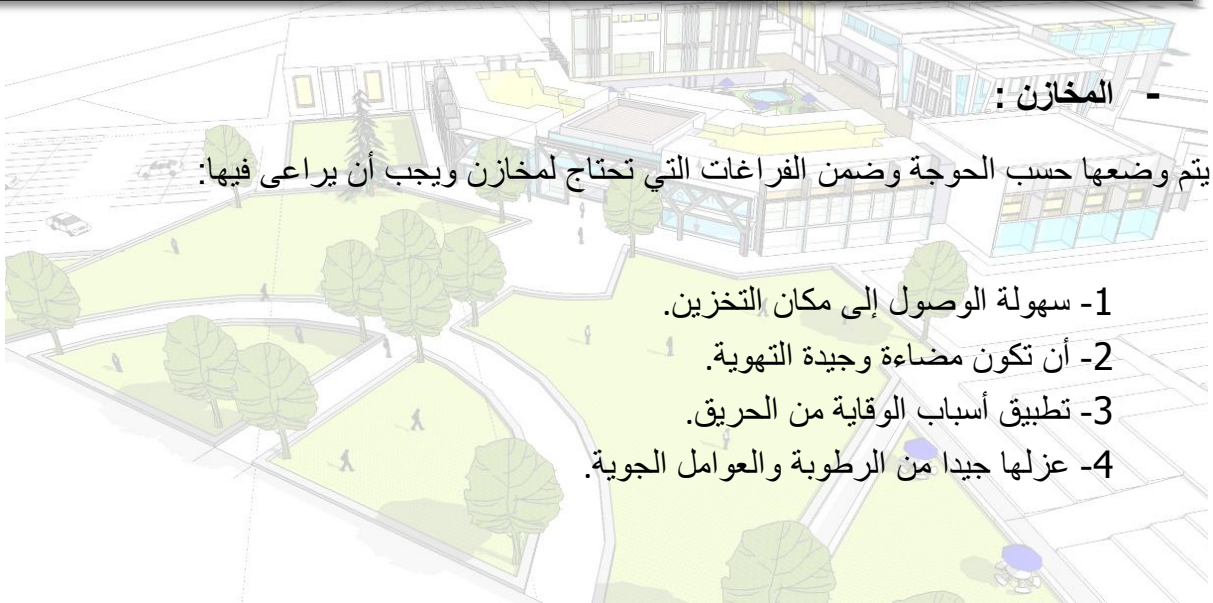 - المخازن :
يتم وضعها حسب الحوجة وضمن الفراغات التي تحتاج لمخازن ويجب أن يراعى فيها:
1- سهولة الوصول إلى مكان التخزين.
2- أن تكون مضاءة وجيدة التهوية.
3- تطبيق أسباب الوقاية من الحريق.
4- عزلها جيدا من الرطوبة والعوامل الجوية.